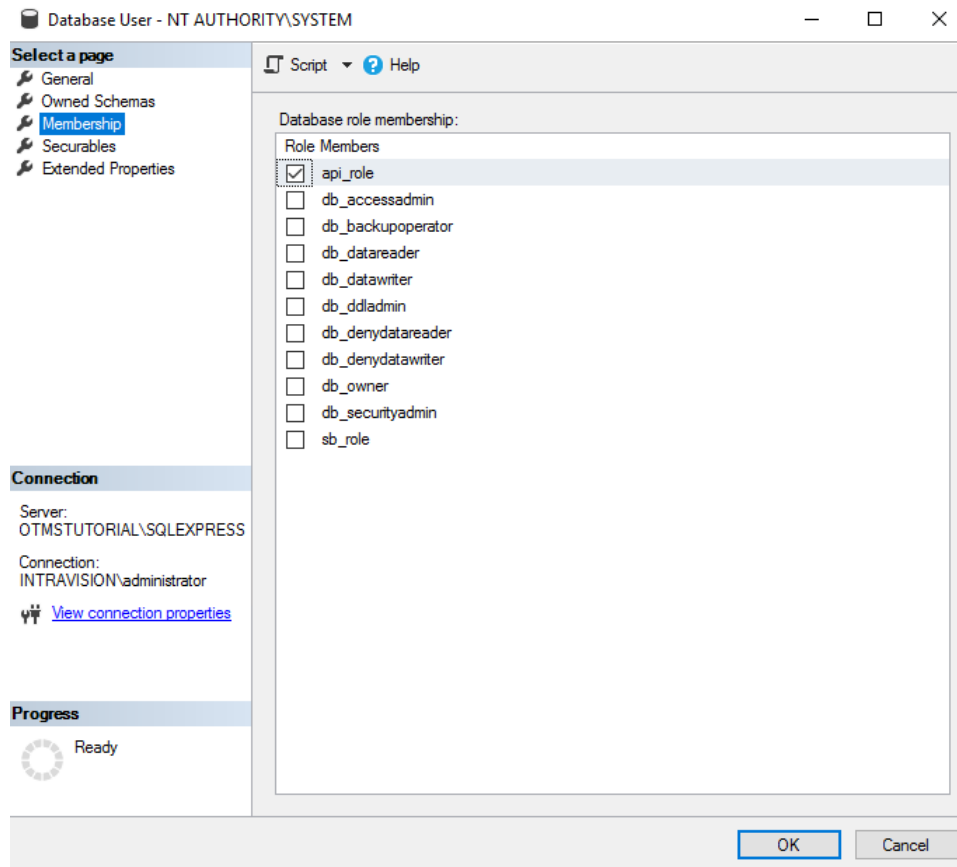 Database User - NT AUTHORITY\SYSTEM
Select a page
General
Owned Schemas
Membership
Securables
Extended Properties
Script
Help
Database role membership:
Role Members
api_role
db_accessadmin
db_backupoperator
db_datareader
db_datawriter
db_ddladmin
db_denydatareader
db_denydatawriter
db_owner
db_securityadmin
sb_role
Connection
Server:
OTMSTUTORIAL\SQLEXPRESS
Connection:
INTRAVISION\administrator
View connection properties
Progress
Ready
OK
Cancel